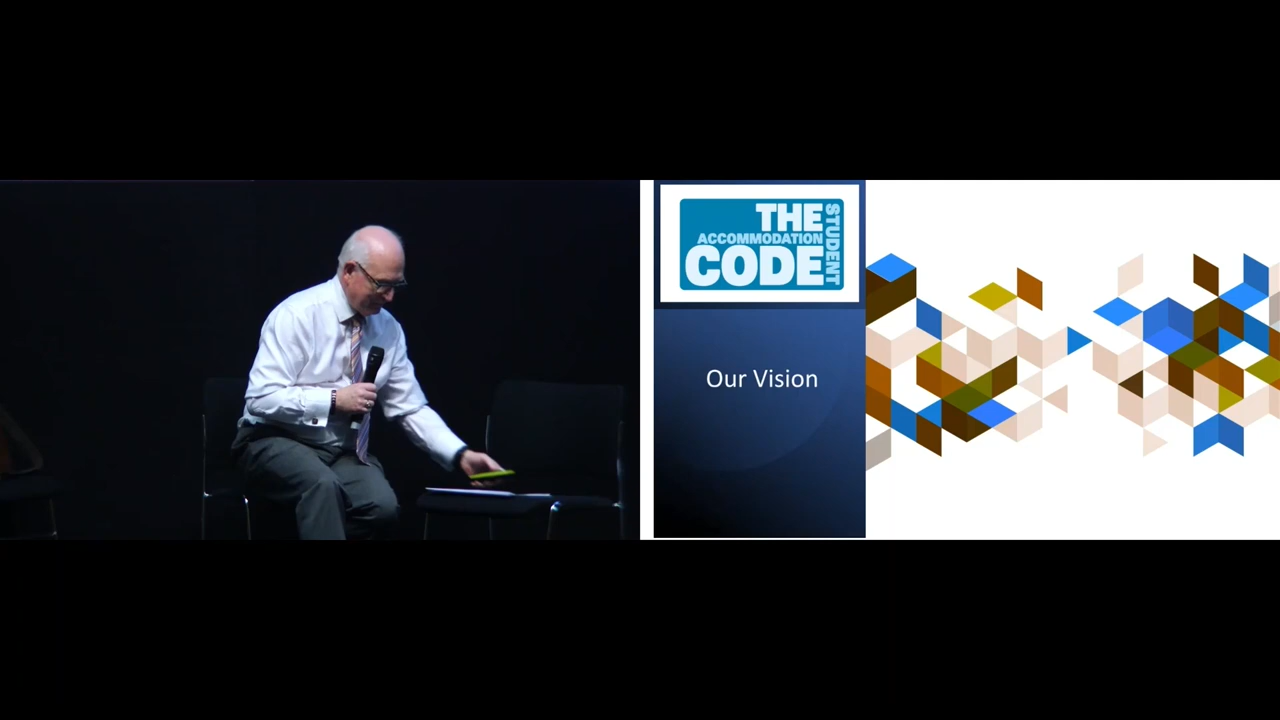 THE
ACCOMMODATION
CODE
STUDENT
Our Vision